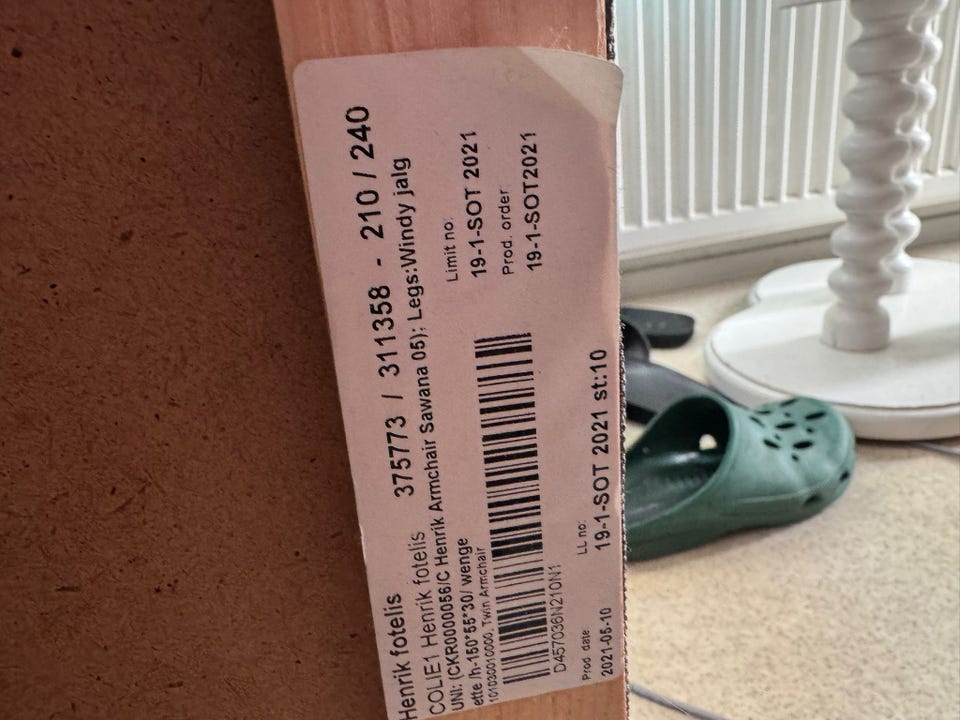 Henrik fotelis 375773 / 311358 - 210 / 240
COLIE1 Henrik fotelis
UNI: (CKR0000056/C Henrik Armchair Sawana 05); Legs:Windy jalg
ette /h-150*55*30/ wenge
101030010000, Twin Armchair
Limit no:
19-1-SOT 2021
Prod. order
19-1-SOT2021
D457036N210N1
Prod. date
2021-05-10
LL no:
19-1-SOT 2021 st:10